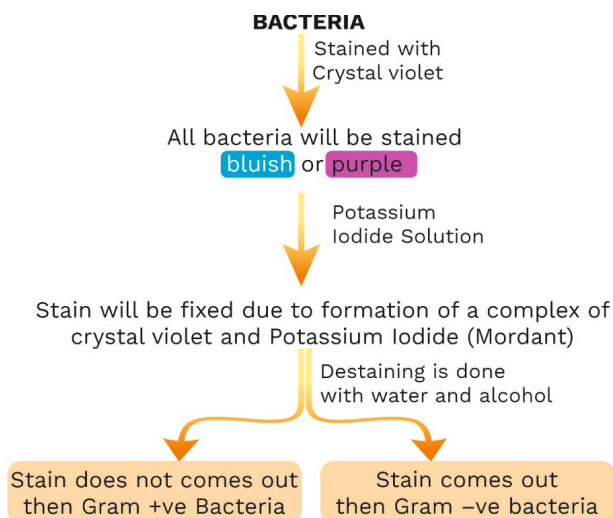 BACTERIA
Stained with
Crystal violet
All bacteria will be stained
bluish or purple
Potassium
Iodide Solution
Stain will be fixed due to formation of a complex of
crystal violet and Potassium Iodide (Mordant)
Destaining is done
with water and alcohol
Stain does not comes out
then Gram +ve Bacteria
Stain comes out
then Gram –ve bacteria